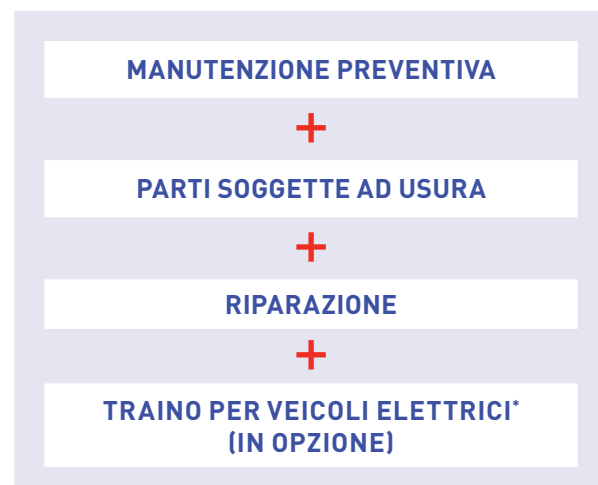 MANUTENZIONE PREVENTIVA
+
PARTI SOGGETTE AD USURA
+
RIPARAZIONE
+
TRAINO PER VEICOLI ELETTRICI*
(IN OPZIONE)